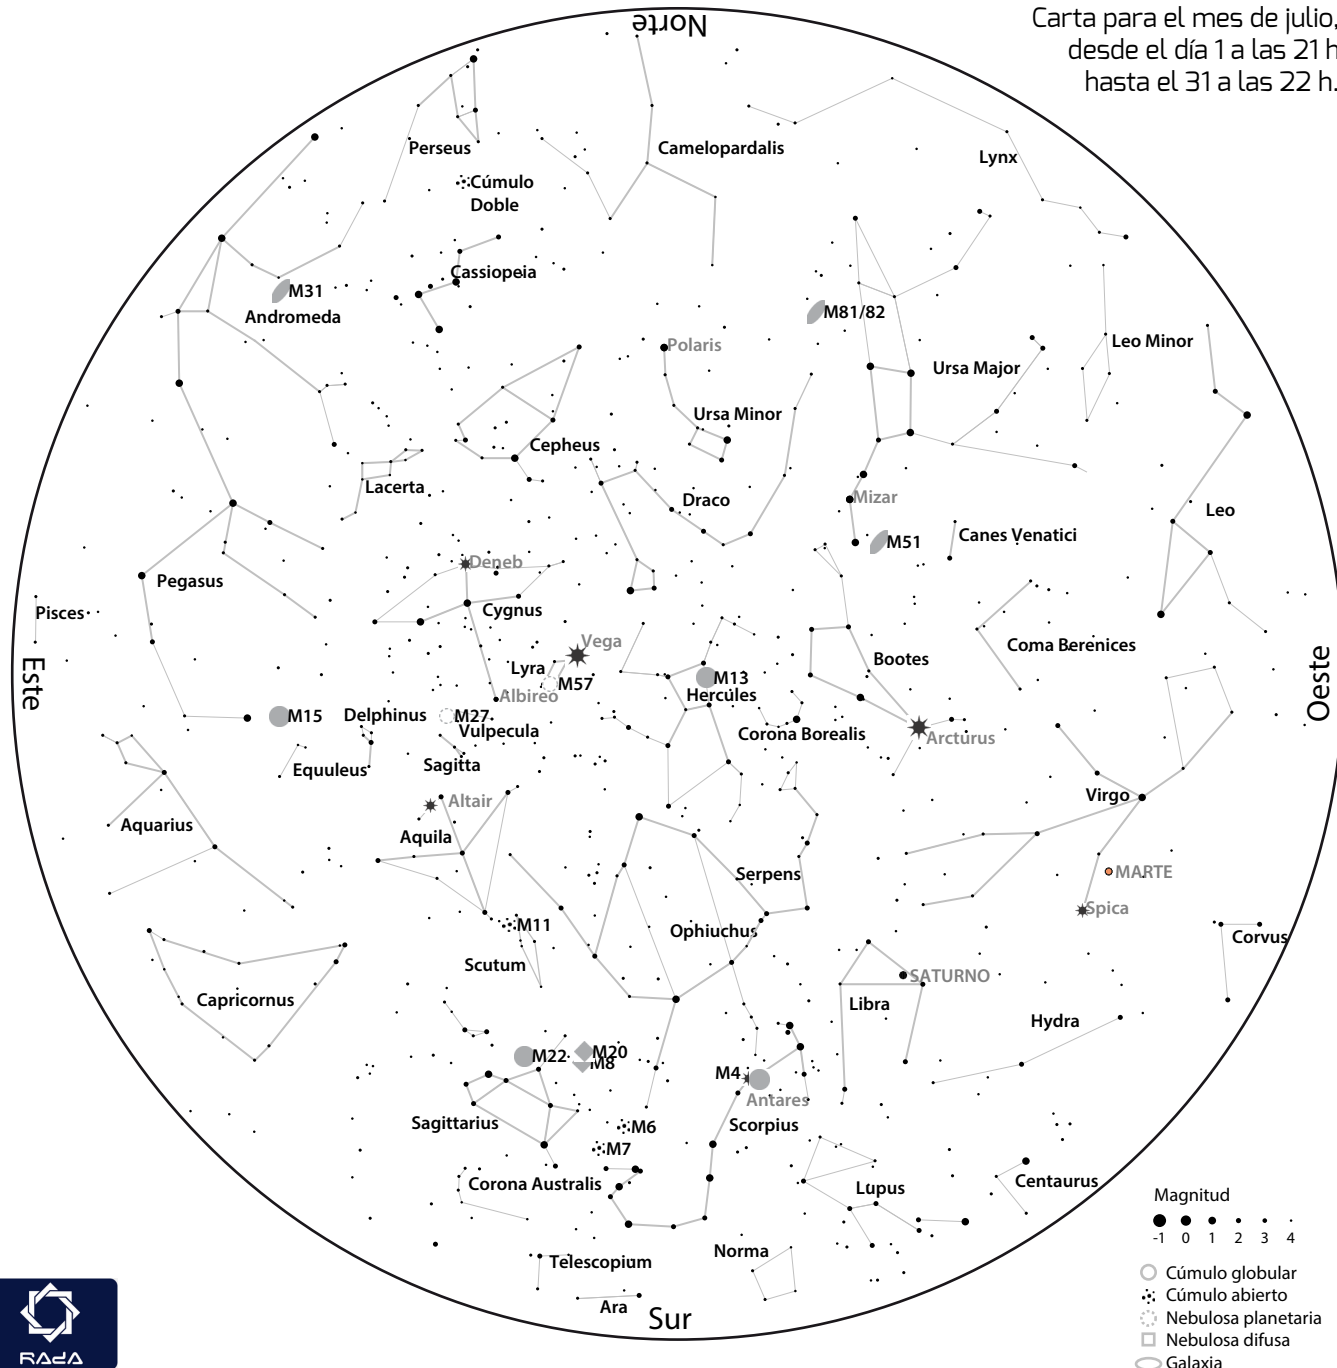 Carta para el mes de julio,
desde el día 1 a las 21 h
hasta el 31 a las 22 h.
Norte
Perseus
Camelopardalis
Lynx
Cúmulo
Doble
Cassiopeia
M31
Andromeda
M81/82
Polaris
Leo Minor
Ursa Major
Ursa Minor
Cepheus
Lacerta
Draco
Mizar
Leo
M51
Canes Venatici
Deneb
Pegasus
Cygnus
Pisces
Vega
Coma Berenices
Bootes
Lyra
M57
M13
Albireo
Hercules
Este
Oeste
M15
Delphinus
M27
Vulpecula
Corona Borealis
Arcturus
Equuleus
Sagitta
Altair
Virgo
Aquarius
Aquila
Serpens
MARTE
Spica
M11
Ophiuchus
Corvus
Scutum
SATURNO
Capricornus
Libra
Hydra
M22
M20
M8
M4
Antares
Sagittarius
M6
Scorpius
M7
Corona Australis
Lupus
Centaurus
Norma
Telescopium
Ara
Sur
Magnitud
-1 0 1 2 3 4
Cúmulo globular
Cúmulo abierto
Nebulosa planetaria
Nebulosa difusa
Galaxia
RAdA